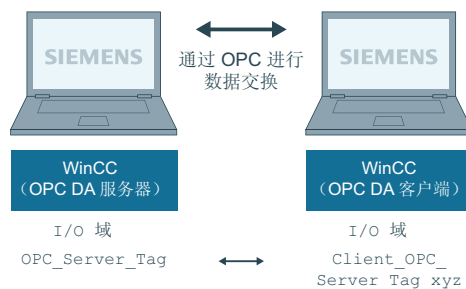 SIEMENS
通过 OPC 进行
数据交换
SIEMENS
WinCC
（OPC DA 服务器）
WinCC
（OPC DA 客户端）
I/O 域
I/O 域
OPC_Server_Tag
Client_OPC_
Server Tag xyz